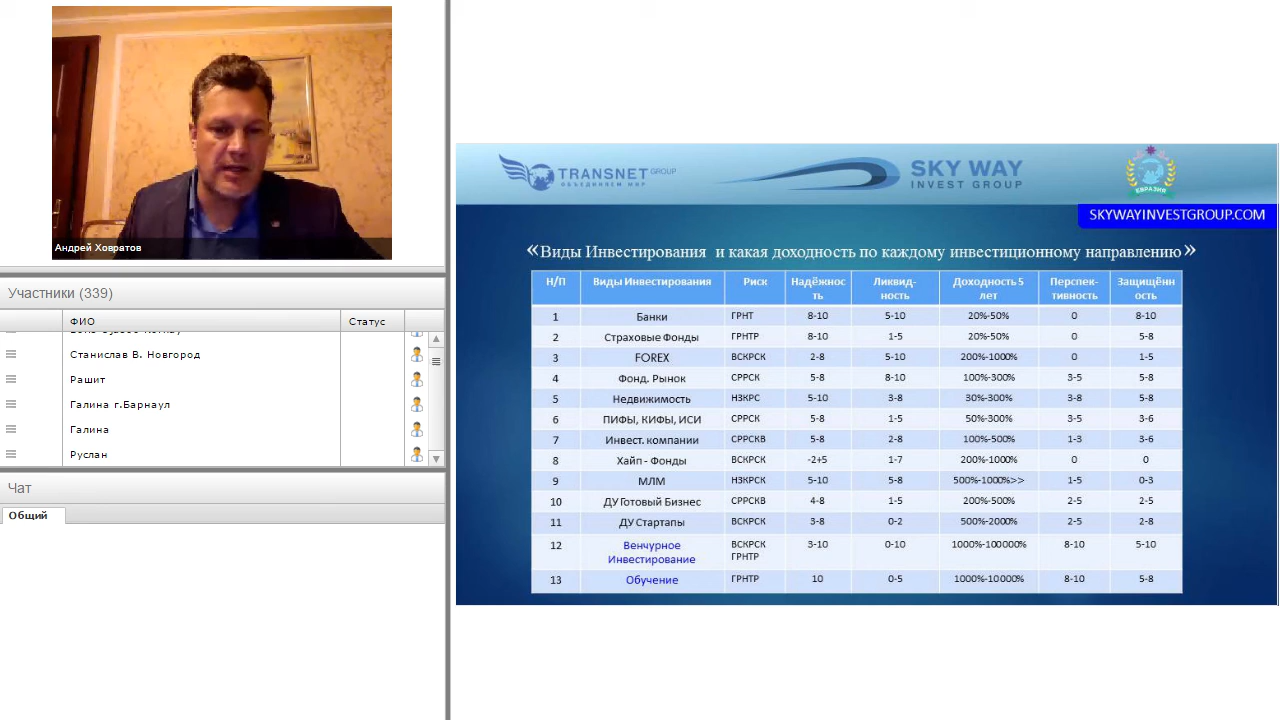 Андрей Ховратов
Участники (339)
ФИО Статус
Станислав В. Новгород
Рашит
Галина г.Барнаул
Галина
Руслан
Чат
Общий
TRANSNET GROUP
ОБЪЕДИНЯЕМ МИР
SKY WAY
INVEST GROUP
ЕВРАЗИЯ
SKYWAYINVESTGROUP.COM
«Виды Инвестирования и какая доходность по каждому инвестиционному направлению»
Н/П Виды Инвестирования Риск Надёжнос Ликвид- Доходность 5 Перспек- Защищённ
ть ность лет тивность ость
1 Банки ГРНТ 8-10 5-10 20%-50% 0 8-10
2 Страховые Фонды ГРНТР 8-10 1-5 20%-50% 0 5-8
3 FOREX ВСКРСК 2-8 5-10 200%-1000% 0 1-5
4 Фонд. Рынок СРРСК 5-8 8-10 100%-300% 3-5 5-8
5 Недвижимость НЗКРС 5-10 3-8 30%-300% 3-8 5-8
6 ПИФЫ, КИФЫ, ИСИ СРРСК 5-8 1-5 50%-300% 3-5 3-6
7 Инвест. компании СРРСКВ 5-8 2-8 100%-500% 1-3 3-6
8 Хайп - Фонды ВСКРСК -2+5 1-7 200%-1000% 0 0
9 МЛМ НЗКРСК 5-10 5-8 500%-1000%>> 1-5 0-3
10 ДУ Готовый Бизнес СРРСКВ 4-8 1-5 200%-500% 2-5 2-5
11 ДУ Стартапы ВСКРСК 3-8 0-2 500%-2000% 2-5 2-8
12 Венчурное ВСКРСК 3-10 0-10 1000%-100000% 8-10 5-10
Инвестирование ГРНТР
13 Обучение ГРНТР 10 0-5 1000%-10000% 8-10 5-8